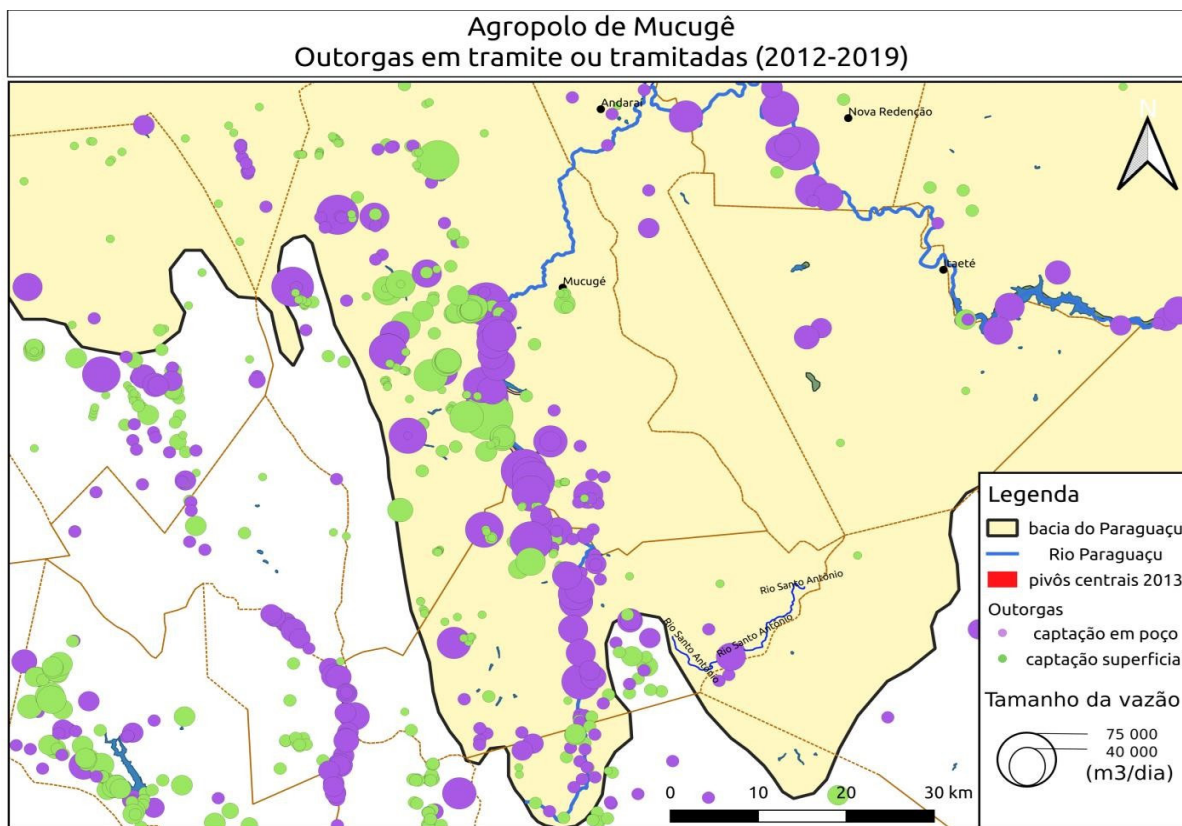 Agropolo de Mucugê
Outorgas em tramite ou tramitadas (2012-2019)
Andaraí
Nova Redenção
N
Itaeté
Mucugê
Rio Santo Antônio
Rio Santo Antônio
Rio Santo Antônio
Legenda
bacia do Paraguaçu
Rio Paraguaçu
pivôs centrais 2013
Outorgas
captação em poço
captação superficia
Tamanho da vazão
75 000
40 000
(m3/dia)
0 10 20 30 km